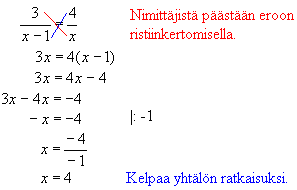 3/(x − 1) = 4/x Nimittäjistä päästään eroon
ristiinkertomisella.
3x = 4(x − 1)
3x = 4x − 4
3x − 4x = −4
− x = −4 |: -1
x = −4/−1
x = 4 Kelpaa yhtälön ratkaisuksi.